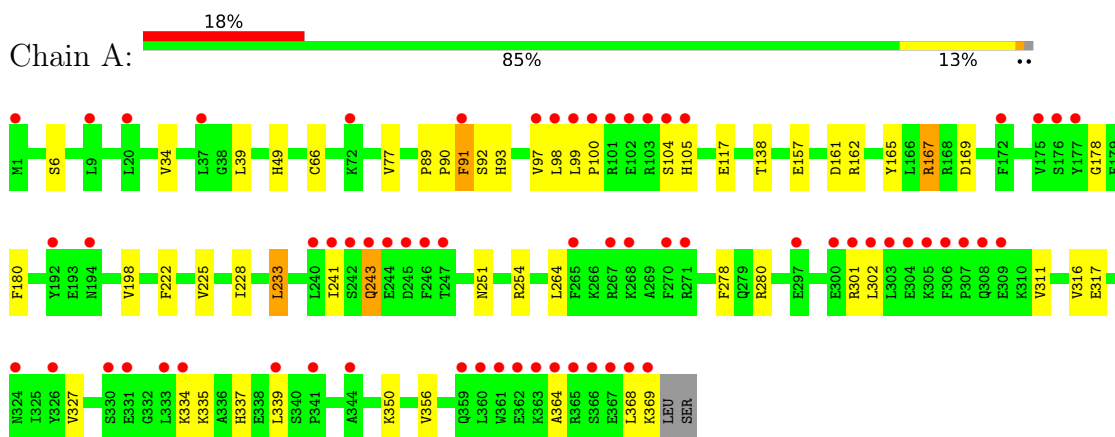 18%
Chain A:
85%
13%
••
M1 S6 L9 L20 V34 L37 G38 L39 H49 C66 K72 V77 P89 P90 F91 S92 H93 V97 L98 L99 P100 R101 E102 R103 S104 H105 E117 T138 E157 D161 R162 Y165 L166 R167 R168 D169 F172 V175 S176 Y177 G178 E179
F180 Y192 E193 N194 V198 F222 V225 I228 L233 L240 I241 S242 Q243 E244 D245 F246 T247 N251 R254 L264 F265 K266 R267 K268 A269 F270 R271 F278 Q279 R280 E297 E300 R301 L302 L303 E304 K305 F306 P307 Q308 E309 K310 V311 V316 E317
N324 I325 Y326 V327 S330 E331 G332 L333 K334 K335 A336 H337 E338 L339 S340 P341 A344 K350 V356 Q359 L360 W361 E362 K363 A364 R365 S366 E367 L368 K369 LEU SER